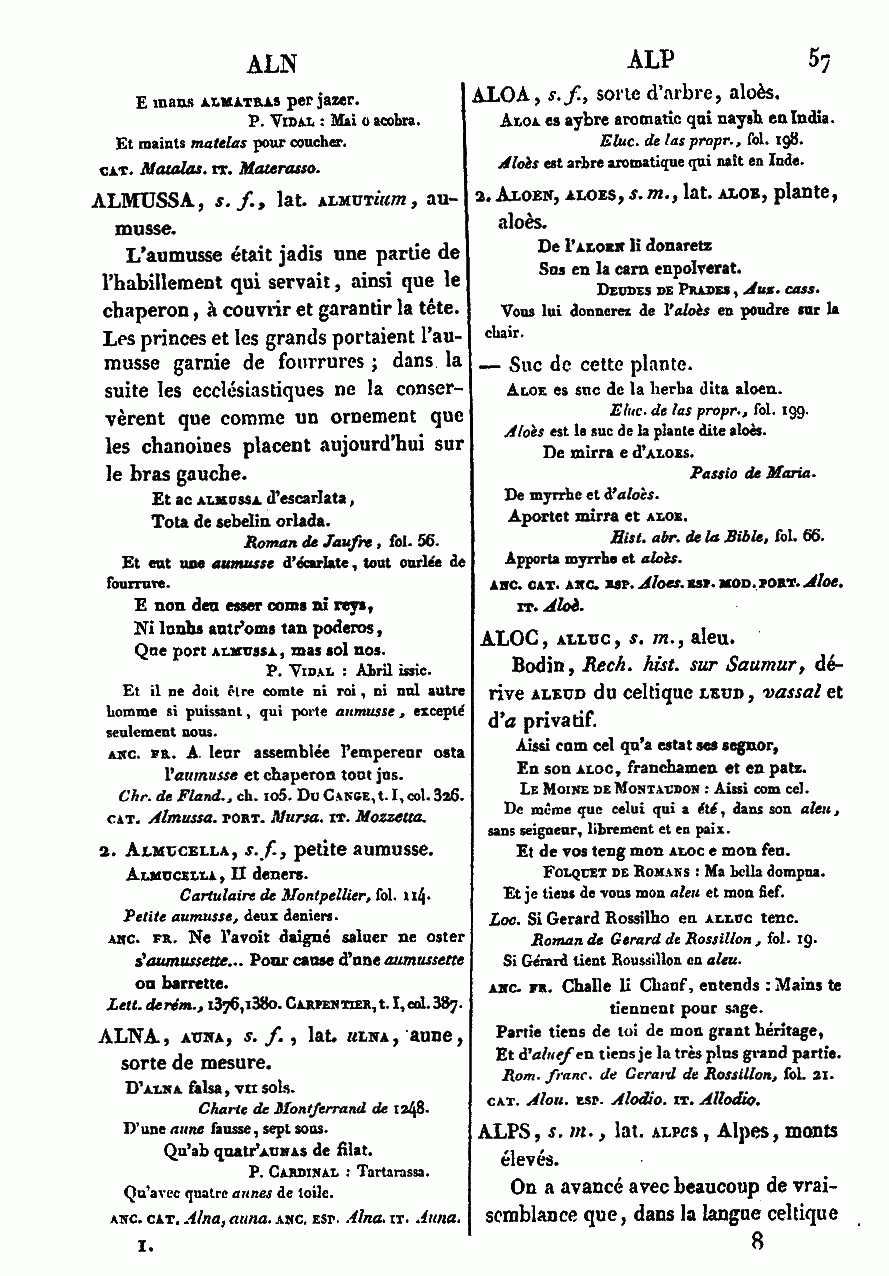 ALN
ALP 57
E mans ALMATRAS per jazer.
P. VIDAL : Mai o acobra.
Et maints matelas pour coucher.
CAT. Matalas. IT. Materasso.
ALMUSSA, s. f., lat. ALMUTium, au-
musse.
L'aumusse était jadis une partie de
l'habillement qui servait, ainsi que le
chaperon, à couvrir et garantir la tête.
Les princes et les grands portaient l'au-
musse garnie de fourrures ; dans la
suite les ecclésiastiques ne la conser-
vèrent que comme un ornement que
les chanoines placent aujourd'hui sur
le bras gauche.
Et ac ALMUSSA d'escarlata,
Tota de sebelin orlada.
Roman de Jaufre, fol. 56.
Et eut une aumusse d'écarlate, tout ourlée de
fourrure.
E non deu esser coms ni reys,
Ni lunhs autr'oms tan poderos,
Que port ALMUSSA, mas sol nos.
P. VIDAL : Abril issic.
Et il ne doit être comte ni roi, ni nul autre
homme si puissant, qui porte aumusse, excepté
seulement nous.
ANC. FR. A leur assemblée l'empereur osta
l'aumusse et chaperon tout jus.
Chr. de Fland., ch. 105. DU CANGE, t. I, col. 326.
CAT. Almussa. PORT. Mursa. IT. Mozzetta.
2. ALMUCELLA, s. f., petite aumusse.
ALMUCELLA, II deners.
Cartulaire de Montpellier, fol. 114.
Petite aumusse, deux deniers.
ANC. FR. Ne l'avoit daigné saluer ne oster
s'aumussette... Pour cause d'une aumussette
ou barrette.
Lett. de rém., 1376, 1380. CARPENTIER, t. I, col. 387.
ALNA, AUNA, s. f., lat. uLNA, aune,
sorte de mesure.
D'ALNA falsa, VII sols.
Charte de Montferrand de 1248.
D'une aune fausse, sept sous.
Qu'ab quatr'AUNAS de filat.
P. CARDINAL : Tartarassa.
Qu'avec quatre aunes de toile.
ANC. CAT. Alna, auna. ANC. ESP. Alna. IT. Auna.
I.
ALOA, s. f., sorte d'arbre, aloès.
ALOA es aybre aromatic qui naysh en India.
Eluc. de las propr., fol. 198.
Aloès est arbre aromatique qui naît en Inde.
2. ALOEN, ALOES, s. m., lat. ALOE, plante,
aloès.
De l'ALOEN li donaretz
Sus en la carn enpolverat.
DEUDES DE PRADES, Aus. cass.
Vous lui donnerez de l'aloès en poudre sur la
chair.
— Suc de cette plante.
ALOE es suc de la herba dita aloen.
Eluc. de las propr., fol. 199.
Aloès est le suc de la plante dite aloès.
De mirra e d'ALOES.
Passio de Maria.
De myrrhe et d'aloès.
Aportet mirra et ALOE.
Hist. abr. de la Bible, fol. 66.
Apporta myrrhe et aloès.
ANC. CAT. ANC. ESP. Aloes. ESP. MOD. PORT. Aloe.
IT. Aloè.
ALOC, ALLUC, s. m., aleu.
Bodin, Rech. hist. sur Saumur, dé-
rive ALEUD du celtique LEUD, vassal et
d'a privatif.
Aissi cum cel qu'a estat ses segnor,
En son ALOC, franchamen et en patz.
LE MOINE DE MONTAUDON : Aissi com cel.
De même que celui qui a été, dans son aleu,
sans seigneur, librement et en paix.
Et de vos teng mon ALOC e mon feu.
FOLQUET DE ROMANS : Ma bella dompna.
Et je tiens de vous mon aleu et mon fief.
Loc. Si Gerard Rossilho en ALLUC tenc.
Roman de Gerard de Rossillon, fol. 19.
Si Gérard tient Roussillon en aleu.
ANC. FR. Challe li Chauf, entends : Mains te
tiennent pour sage.
Partie tiens de toi de mon grant héritage,
Et d'aluef en tiens je la très plus grand partie.
Rom. franc. de Gerard de Rossillon, fol. 21.
CAT. Alou. ESP. Alodio. IT. Allodio.
ALPS, s. m., lat. ALPes, Alpes, monts
élevés.
On a avancé avec beaucoup de vrai-
semblance que, dans la langue celtique
8